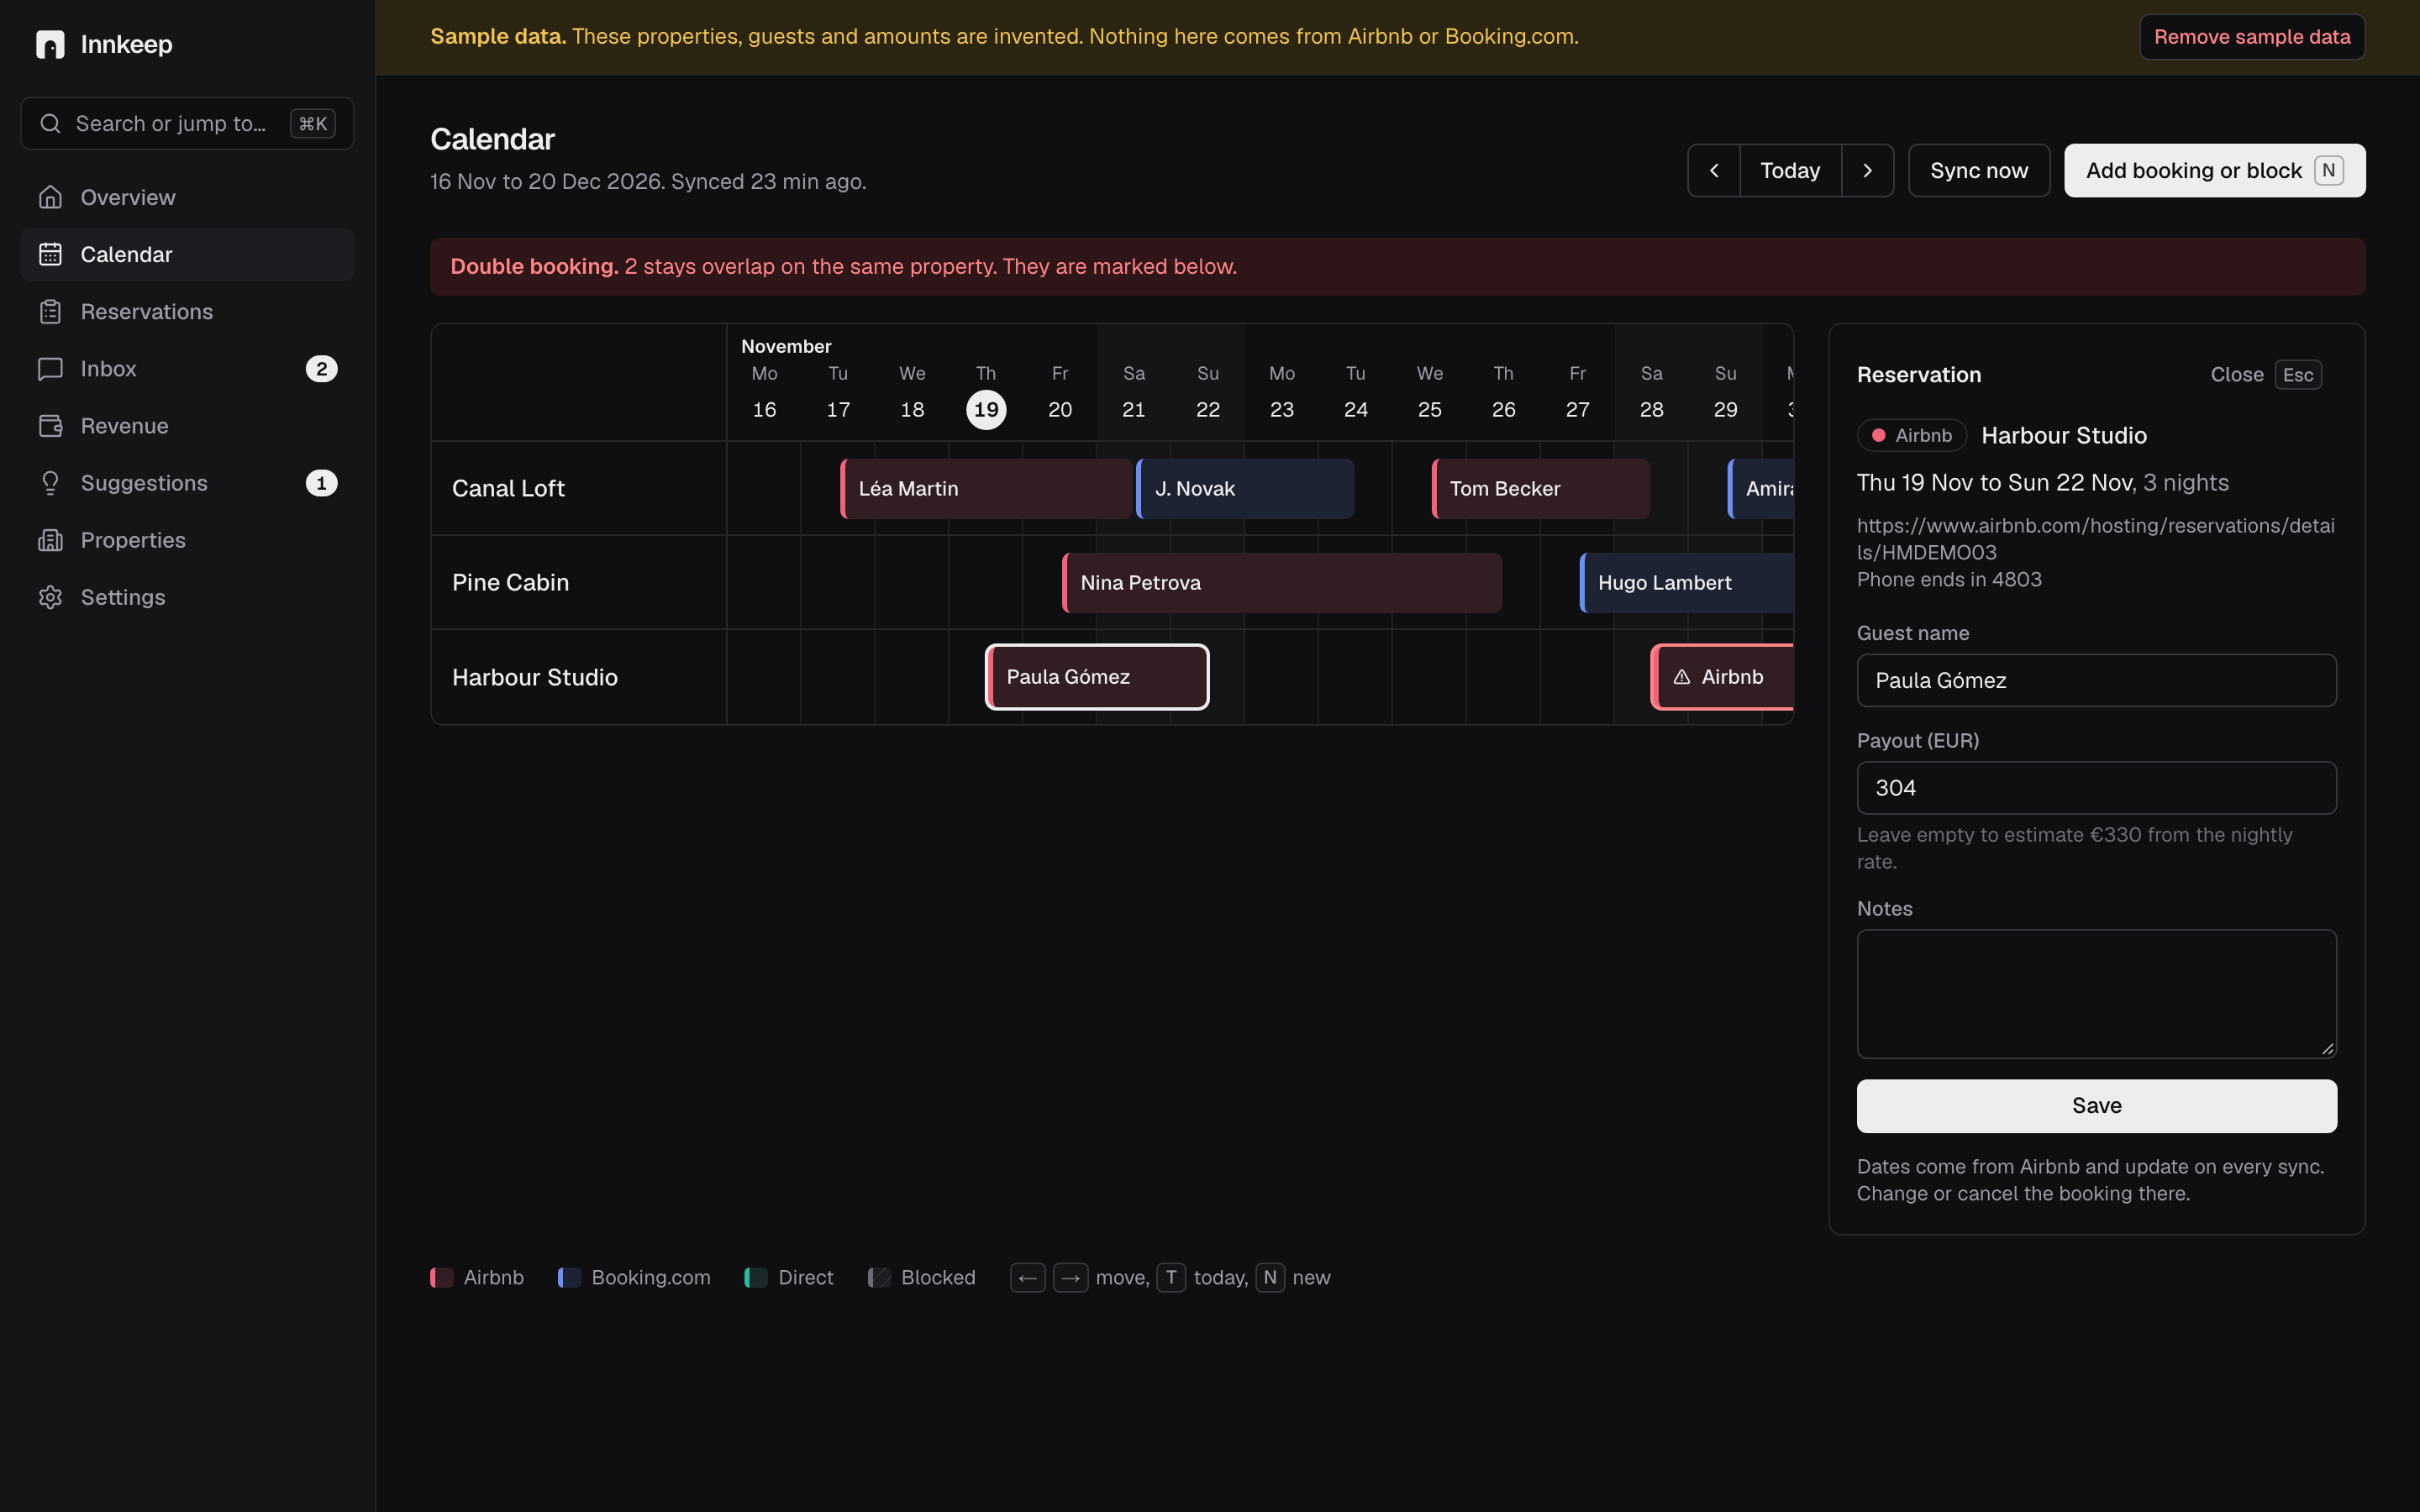 Innkeep
Search or jump to... ⌘K
Overview
Calendar
Reservations
Inbox 2
Revenue
Suggestions 1
Properties
Settings
Sample data. These properties, guests and amounts are invented. Nothing here comes from Airbnb or Booking.com.
Remove sample data
Calendar
16 Nov to 20 Dec 2026. Synced 23 min ago.
Today
Sync now
Add booking or block N
Double booking. 2 stays overlap on the same property. They are marked below.
November
Mo Tu We Th Fr Sa Su Mo Tu We Th Fr Sa Su
16 17 18 19 20 21 22 23 24 25 26 27 28 29
Canal Loft Léa Martin J. Novak Tom Becker
Pine Cabin Nina Petrova Hugo Lambert
Harbour Studio Paula Gómez Airbnb
Reservation Close Esc
Airbnb Harbour Studio
Thu 19 Nov to Sun 22 Nov, 3 nights
https://www.airbnb.com/hosting/reservations/detai
ls/HMDEMO03
Phone ends in 4803
Guest name
Paula Gómez
Payout (EUR)
304
Leave empty to estimate €330 from the nightly
rate.
Notes
Save
Dates come from Airbnb and update on every sync.
Change or cancel the booking there.
Airbnb Booking.com Direct Blocked ← → move, T today, N new